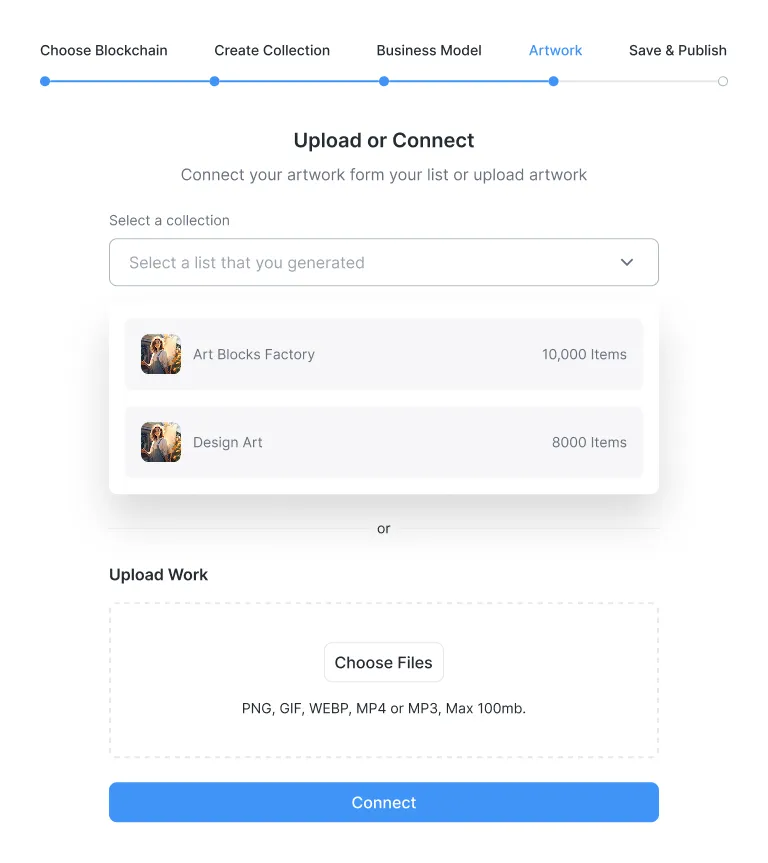 Choose Blockchain Create Collection Business Model Artwork Save & Publish
Upload or Connect
Connect your artwork form your list or upload artwork
Select a collection
Select a list that you generated
Art Blocks Factory 10,000 Items
Design Art 8000 Items
or
Upload Work
Choose Files
PNG, GIF, WEBP, MP4 or MP3, Max 100mb.
Connect